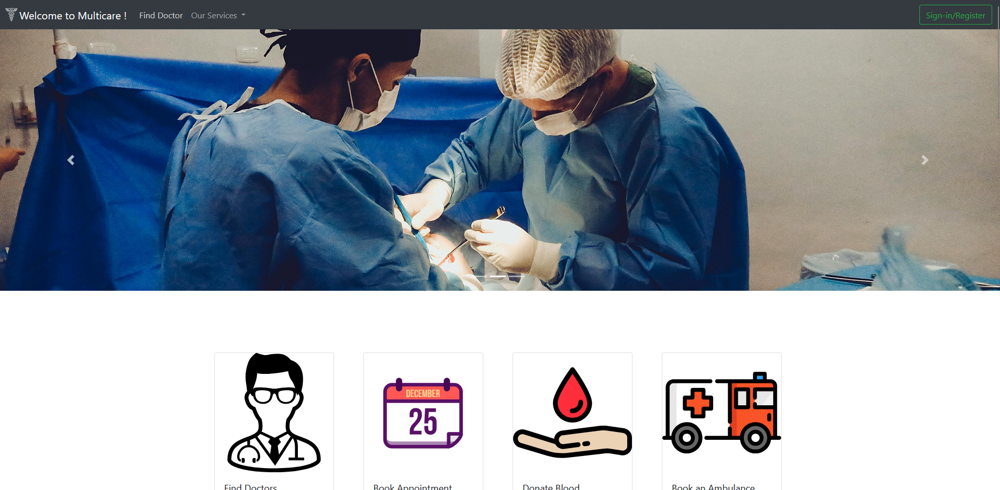 Welcome to Multicare ! Find Doctor Our Services Sign-in/Register
DECEMBER
25
Find Doctors Book Appointment Donate Blood Book an Ambulance